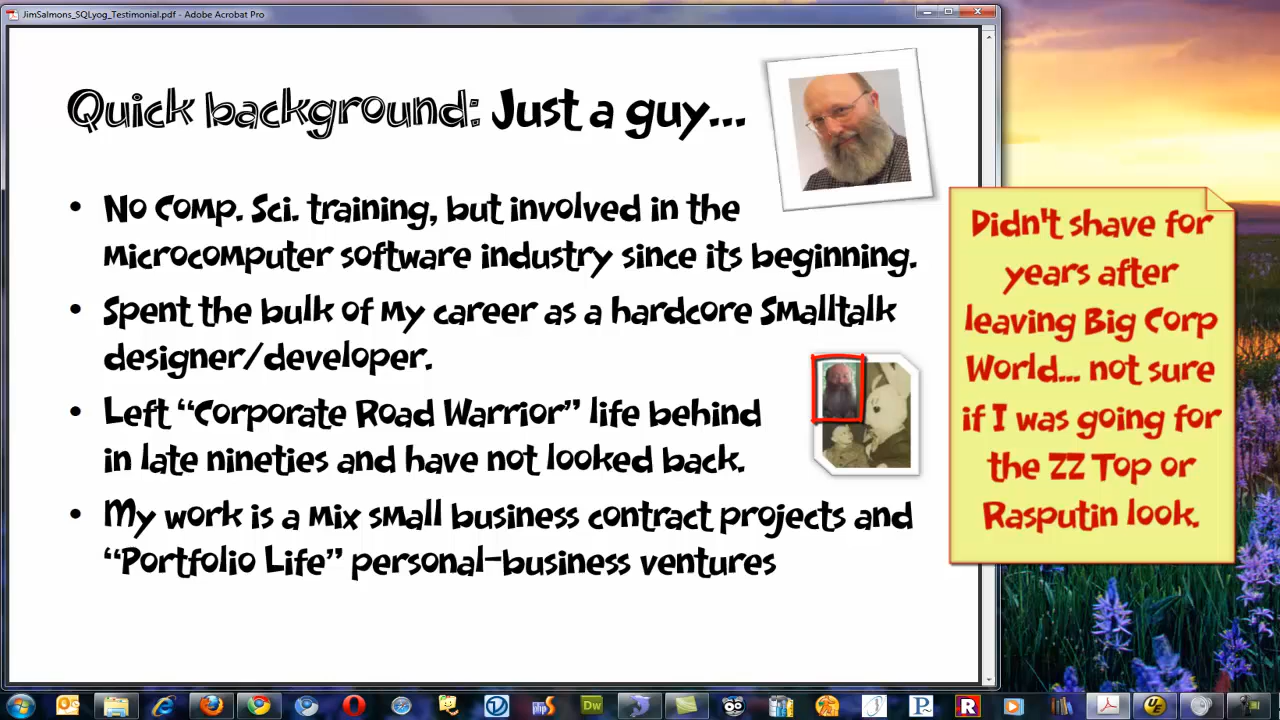 JimSalmons_SQLyog_Testimonial.pdf - Adobe Acrobat Pro
Quick background: Just a guy...
• No Comp. Sci. training, but involved in the
microcomputer software industry since its beginning.
• Spent the bulk of my career as a hardcore Smalltalk
designer/developer.
• Left “Corporate Road Warrior” life behind
in late nineties and have not looked back.
• My work is a mix small business contract projects and
“Portfolio Life” personal-business ventures
Didn't shave for
years after
leaving Big Corp
World... not sure
if I was going for
the ZZ Top or
Rasputin look.
Dw
P
R